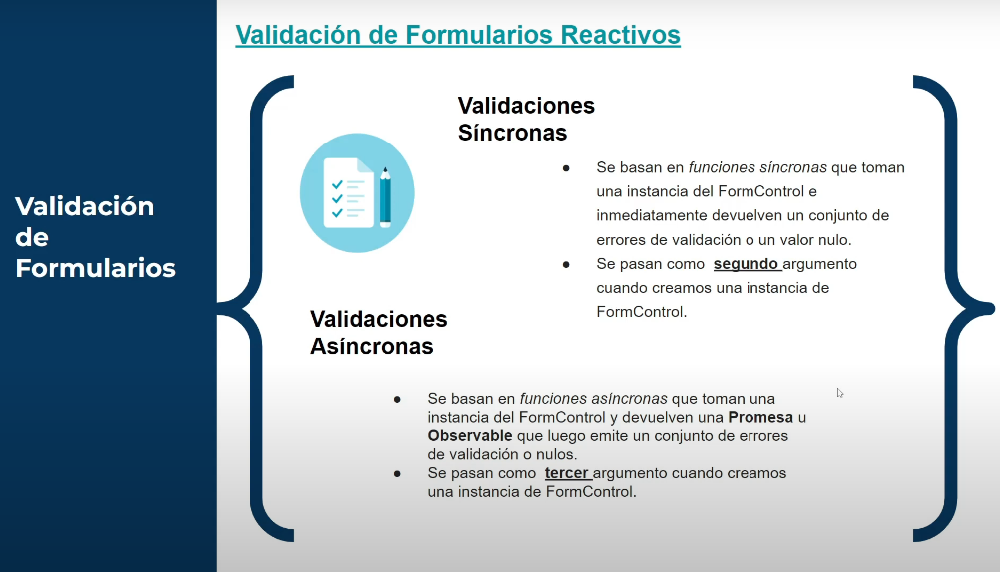 Validación de Formularios Reactivos
Validación
de
Formularios
Validaciones
Síncronas
● Se basan en funciones síncronas que toman
una instancia del FormControl e
inmediatamente devuelven un conjunto de
errores de validación o un valor nulo.
● Se pasan como segundo argumento
cuando creamos una instancia de
FormControl.
Validaciones
Asíncronas
● Se basan en funciones asíncronas que toman una
instancia del FormControl y devuelven una Promesa u
Observable que luego emite un conjunto de errores
de validación o nulos.
● Se pasan como tercer argumento cuando creamos
una instancia de FormControl.